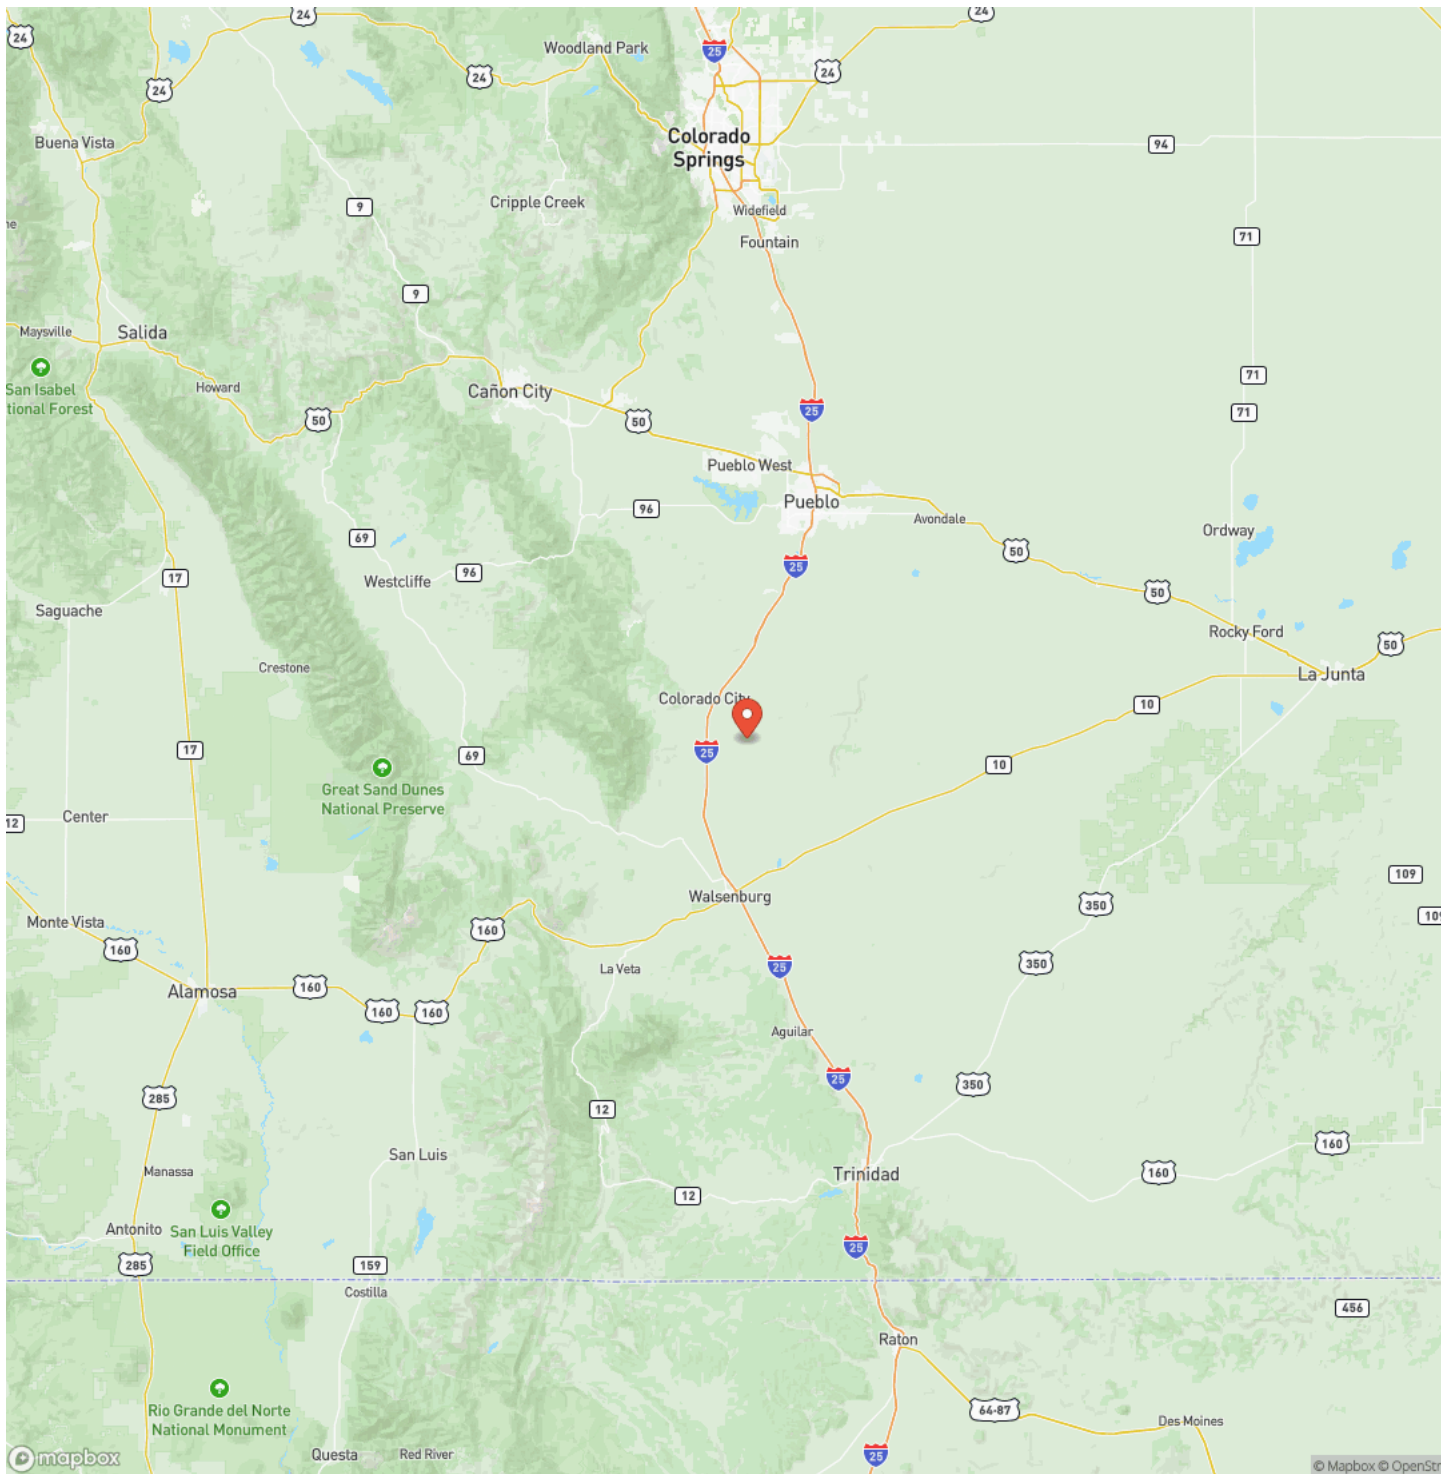 24
24
24
Woodland Park
25
24
24
24
Buena Vista
Colorado
Springs
94
9
Cripple Creek
Widefield
ne
Fountain
71
9
Maysville
Salida
San Isabel
tional Forest
Howard
50
Cañon City
50
25
71
71
Pueblo West
Pueblo
96
Avondale
Ordway
69
50
25
Westcliffe
96
17
50
Saguache
Rocky Ford
50
Crestone
La Junta
Colorado City
10
17
69
25
10
Great Sand Dunes
National Preserve
12
Center
Walsenburg
109
350
109
Monte Vista
160
160
La Veta
25
350
Alamosa
160
160
160
Aguilar
25
350
285
12
San Luis
160
Manassa
Trinidad
160
12
Antonito
San Luis Valley
Field Office
25
285
159
Costilla
456
Raton
Rio Grande del Norte
National Monument
64-87
Des Moines
Questa
Red River
25
mapbox
© Mapbox © OpenStr